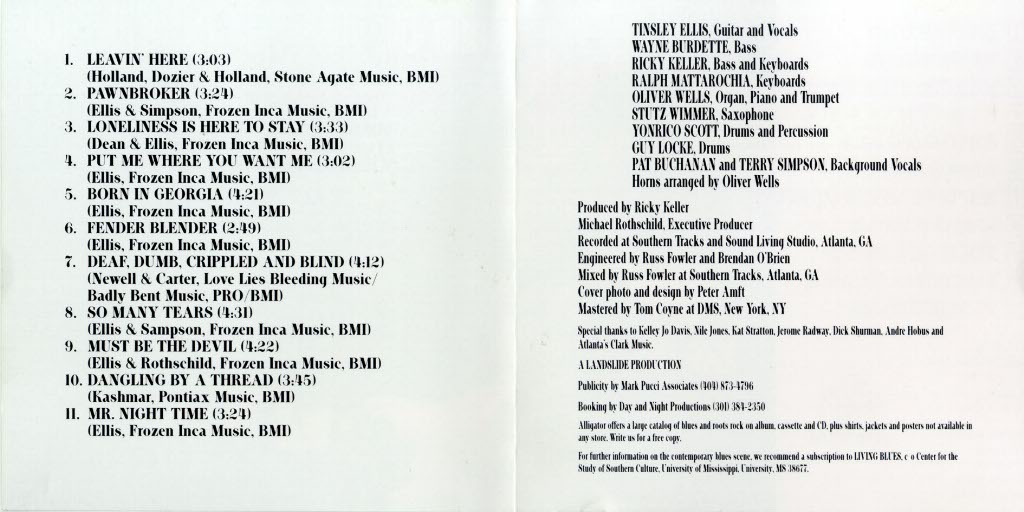 1. LEAVIN' HERE (3:03)
(Holland, Dozier & Holland, Stone Agate Music, BMI)
2. PAWNBROKER (3:24)
(Ellis & Simpson, Frozen Inca Music, BMI)
3. LONELINESS IS HERE TO STAY (3:33)
(Dean & Ellis, Frozen Inca Music, BMI)
4. PUT ME WHERE YOU WANT ME (3:02)
(Ellis, Frozen Inca Music, BMI)
5. BORN IN GEORGIA (4:21)
(Ellis, Frozen Inca Music, BMI)
6. FENDER BLENDER (2:49)
(Ellis, Frozen Inca Music, BMI)
7. DEAF, DUMB, CRIPPLED AND BLIND (4:12)
(Newell & Carter, Love Lies Bleeding Music/
Badly Bent Music, PRO/BMI)
8. SO MANY TEARS (4:31)
(Ellis & Sampson, Frozen Inca Music, BMI)
9. MUST BE THE DEVIL (4:22)
(Ellis & Rothschild, Frozen Inca Music, BMI)
10. DANGLING BY A THREAD (3:45)
(Kashmar, Pontiax Music, BMI)
11. MR. NIGHT TIME (3:24)
(Ellis, Frozen Inca Music, BMI)
TINSLEY ELLIS, Guitar and Vocals
WAYNE BURDETTE, Bass
RICKY KELLER, Bass and Keyboards
RALPH MATTAROCHIA, Keyboards
OLIVER WELLS, Organ, Piano and Trumpet
STUTZ WIMMER, Saxophone
YONRICO SCOTT, Drums and Percussion
GUY LOCKE, Drums
PAT BUCHANAN and TERRY SIMPSON, Background Vocals
Horns arranged by Oliver Wells
Produced by Ricky Keller
Michael Rothschild, Executive Producer
Recorded at Southern Tracks and Sound Living Studio, Atlanta, GA
Engineered by Russ Fowler and Brendan O'Brien
Mixed by Russ Fowler at Southern Tracks, Atlanta, GA
Cover photo and design by Peter Amft
Mastered by Tom Coyne at DMS, New York, NY
Special thanks to Kelley Jo Davis, Nile Jones, Kat Stratton, Jerome Radway, Dick Shurman, Andre Hobus and
Atlanta's Clark Music.
A LANDSLIDE PRODUCTION
Publicity by Mark Pucci Associates (404) 873-4796
Booking by Day and Night Productions (301) 384-2350
Alligator offers a large catalog of blues and roots rock on album, cassette and CD, plus shirts, jackets and posters not available in
any store. Write us for a free copy.
For further information on the contemporary blues scene, we recommend a subscription to LIVING BLUES, c o Center for the
Study of Southern Culture, University of Mississippi, University, MS 38677.